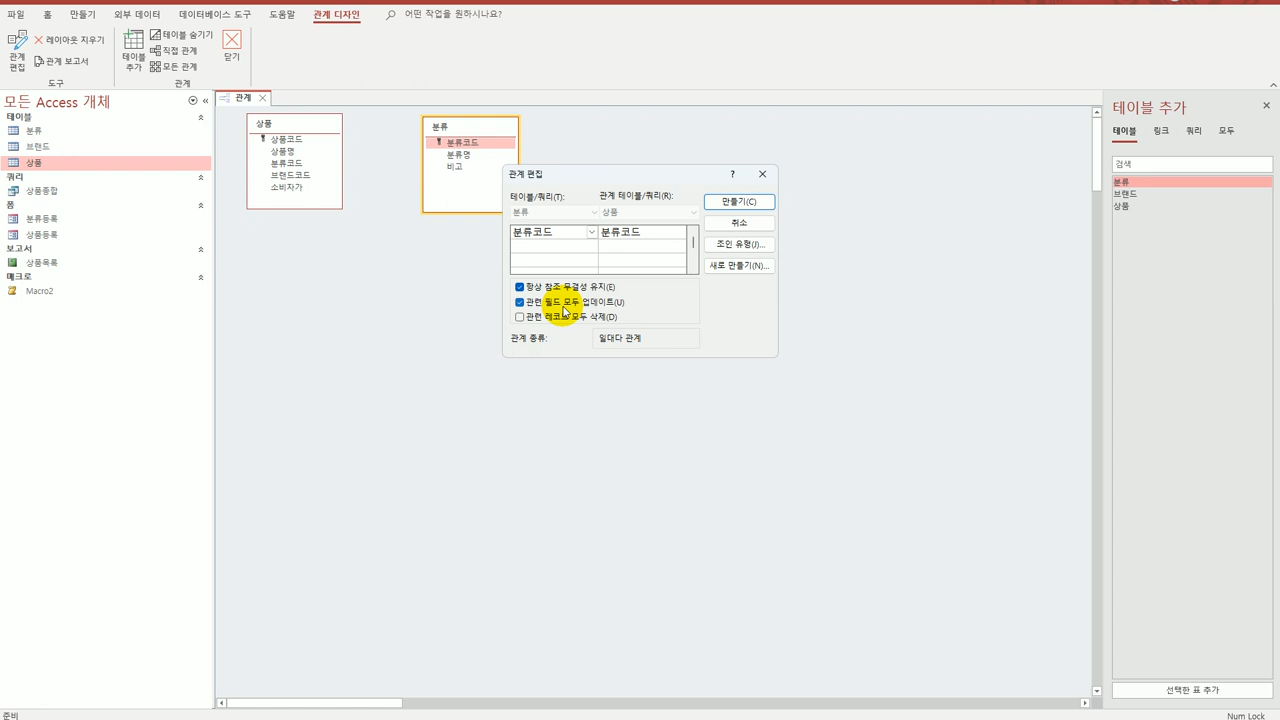 파일 홈 만들기 외부 데이터 데이터베이스 도구 도움말 관계 디자인 어떤 작업을 원하시나요?
관계 편집
레이아웃 지우기
관계 보고서
도구
테이블 추가
테이블 숨기기
직접 관계
모든 관계
닫기
관계
모든 Access 개체
테이블
분류
브랜드
상품
쿼리
상품종합
폼
분류등록
상품등록
보고서
상품목록
매크로
Macro2
관계
상품
상품코드
상품명
분류코드
브랜드코드
소비자가
분류
분류코드
분류명
비고
관계 편집 ?
테이블/쿼리(T): 관계 테이블/쿼리(R):
분류 상품
분류코드 분류코드
만들기(C)
취소
조인 유형(J)...
새로 만들기(N)...
항상 참조 무결성 유지(E)
관련 필드 모두 업데이트(U)
관련 레코드 모두 삭제(D)
관계 종류: 일대다 관계
테이블 추가
테이블 링크 쿼리 모두
검색
분류
브랜드
상품
선택한 표 추가
준비
Num Lock